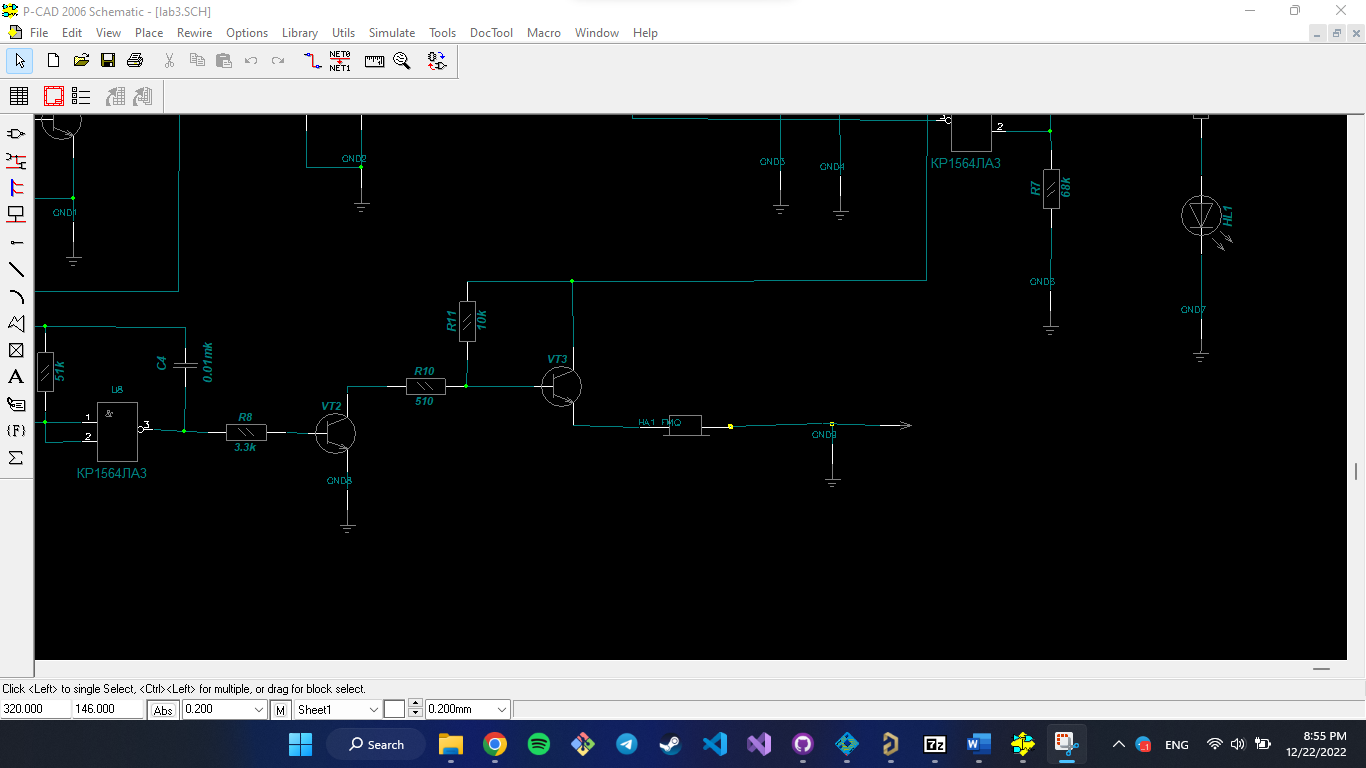 P-CAD 2006 Schematic - [lab3.SCH]
File Edit View Place Rewire Options Library Utils Simulate Tools DocTool Macro Window Help
NET0
NET1
GND2
GND3
GND4
3
2
КР1564ЛА3
R7
68k
GND1
HL1
GND7
R11
10k
C4
0.01mk
VT3
51k
R10
510
U8
&
1
2
3
R8
3.3k
VT2
HA1 FMQ
GND9
КР1564ЛА3
GND8
A
{F}
Σ
Click <Left> to single Select, <Ctrl><Left> for multiple, or drag for block select.
320.000 146.000 Abs 0.200 M Sheet1 0.200mm
Search
7z
W
ENG
8:55 PM
12/22/2022